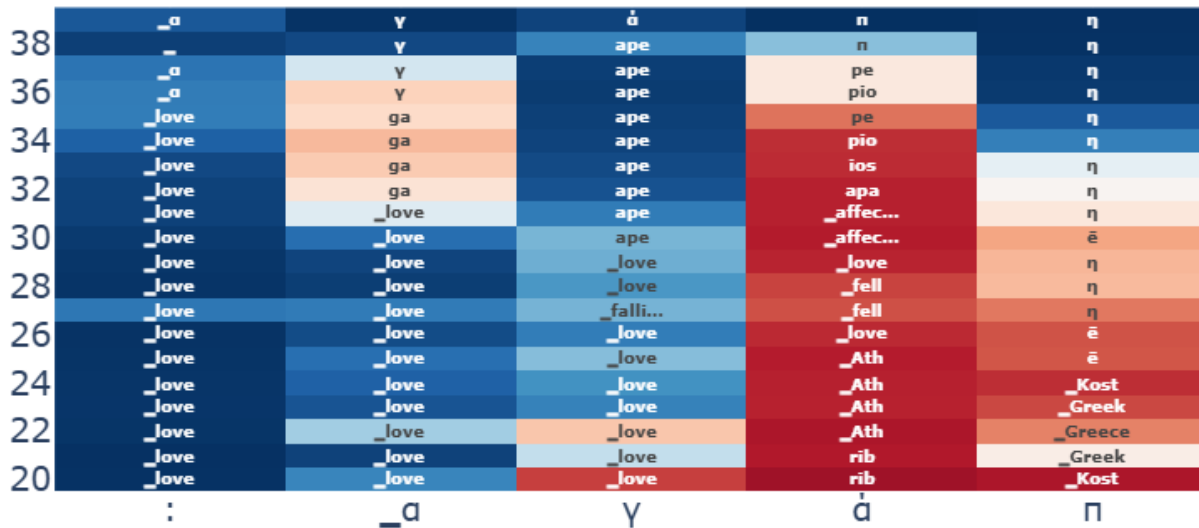 _α γ ά π η
38 _ γ ape π η
_α γ ape pe η
36 _α γ ape pio η
_love ga ape pe η
34 _love ga ape pio η
_love ga ape ios η
32 _love ga ape apa η
_love _love ape _affec... η
30 _love _love ape _affec... ē
_love _love _love _love η
28 _love _love _love _fell η
_love _love _falli... _fell η
26 _love _love _love _love ē
_love _love _love _Ath ē
24 _love _love _love _Ath _Kost
_love _love _love _Ath _Greek
22 _love _love _love _Ath _Greece
_love _love _love rib _Greek
20 _love _love _love rib _Kost
: _α γ ά π